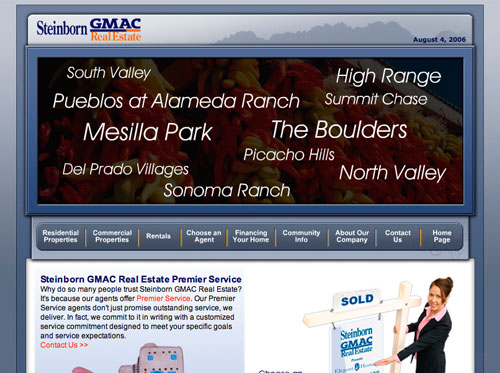 Steinborn GMAC
Real Estate
August 4, 2006
South Valley
High Range
Pueblos at Alameda Ranch
Summit Chase
Mesilla Park
The Boulders
Picacho Hills
Del Prado Villages
North Valley
Sonoma Ranch
Residential Properties
Commercial Properties
Rentals
Choose an Agent
Financing Your Home
Community Info
About Our Company
Contact Us
Home Page
Steinborn GMAC Real Estate Premier Service
Why do so many people trust Steinborn GMAC Real Estate?
It's because our agents offer Premier Service. Our Premier
Service agents don't just promise outstanding service, we
deliver. In fact, we commit to it in writing with a customized
service commitment designed to meet your specific goals
and service expectations.
Contact Us >>
SOLD
Steinborn
GMAC
Real Estate
Choose an